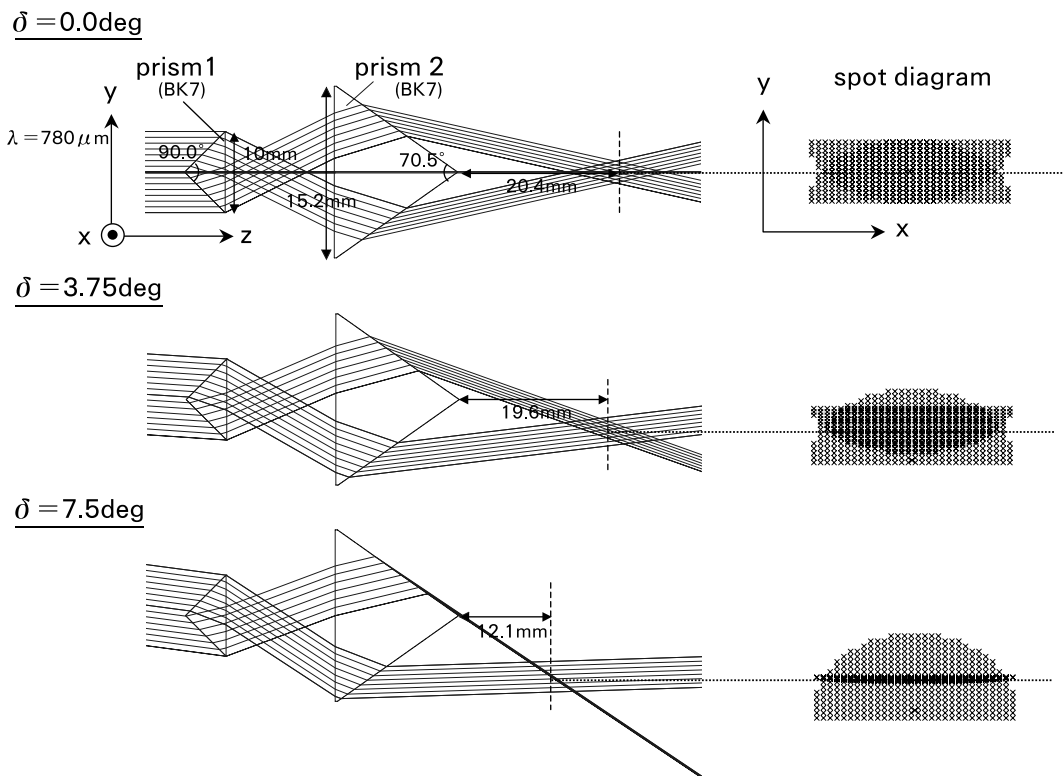 δ=0.0deg
prism1
(BK7)
prism 2
(BK7)
spot diagram
y
y
λ=780μm
90.0°
10mm
70.5°
20.4mm
15.2mm
x
z
x
δ=3.75deg
19.6mm
δ=7.5deg
12.1mm